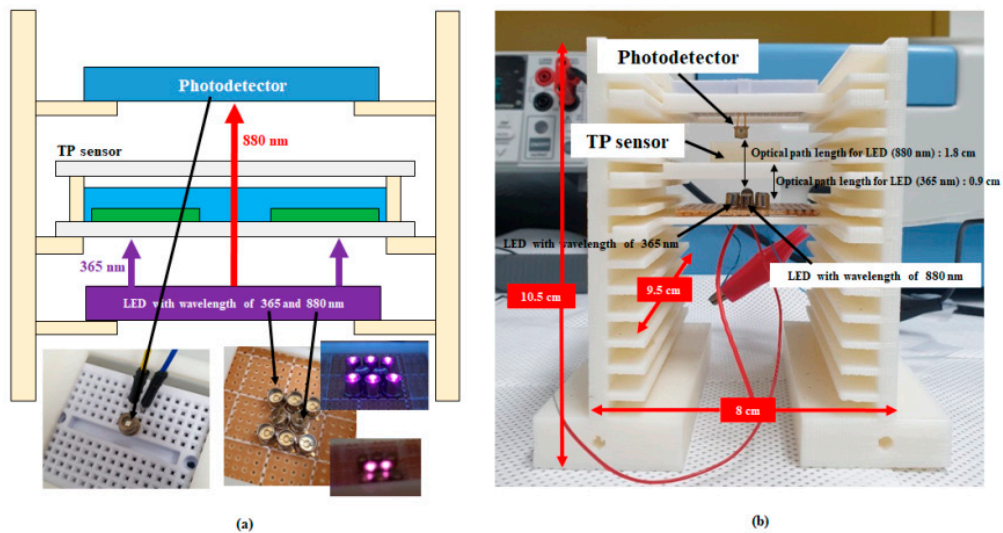 Photodetector
880 nm
TP sensor
365 nm
LED with wavelength of 365 and 880 nm
(a)
Photodetector
TP sensor
Optical path length for LED (880 nm) : 1.8 cm
Optical path length for LED (365 nm) : 0.9 cm
LED with wavelength of 365 nm
LED with wavelength of 880 nm
10.5 cm
9.5 cm
8 cm
(b)